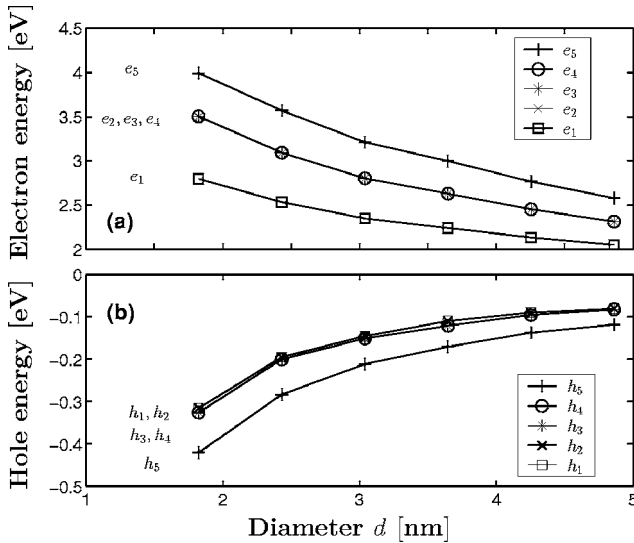 Electron energy [eV]
4.5
4
3.5
3
2.5
2
e5
e2, e3, e4
e1
(a)
e5
e4
e3
e2
e1
Hole energy [eV]
0
-0.1
-0.2
-0.3
-0.4
-0.5
(b)
h1, h2
h3, h4
h5
h5
h4
h3
h2
h1
1
2
3
4
5
Diameter d [nm]